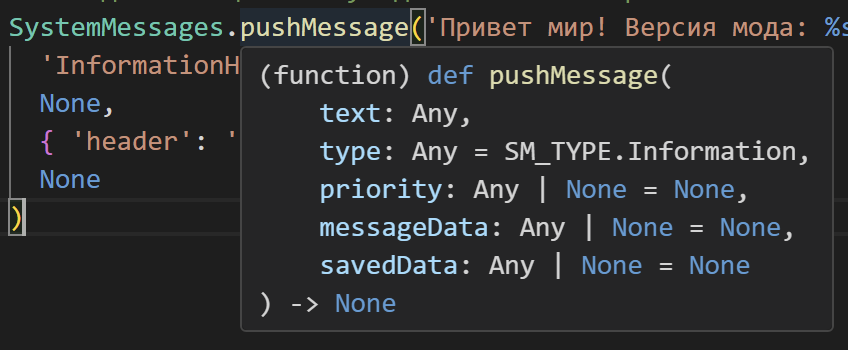 SystemMessages.pushMessage('Привет мир! Версия мода: %s
'InformationH
(function) def pushMessage(
None,
text: Any,
{ 'header': '
type: Any = SM_TYPE.Information,
None
priority: Any | None = None,
)
messageData: Any | None = None,
savedData: Any | None = None
) -> None